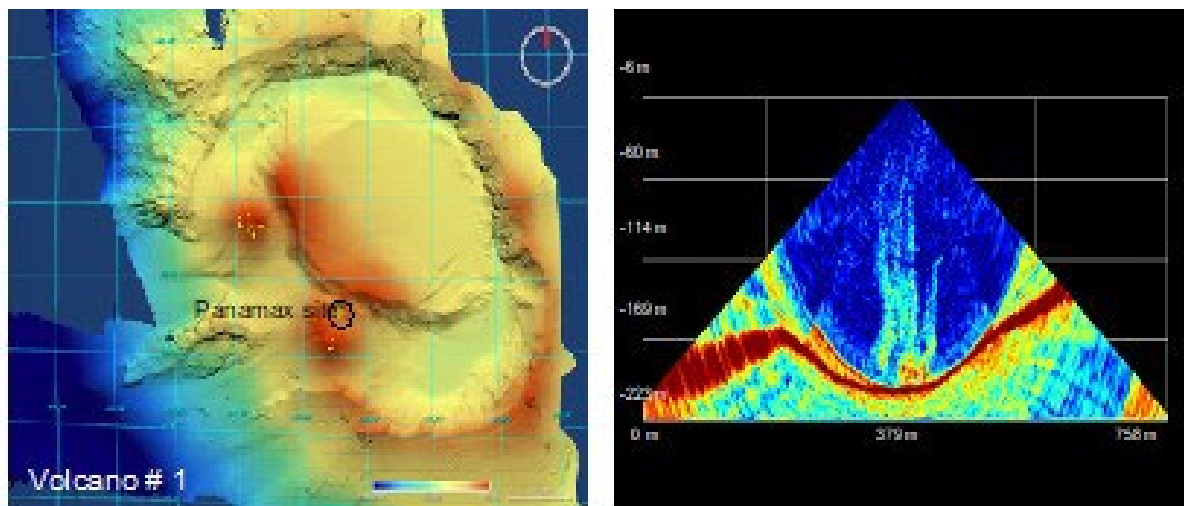 Panamax site
Volcano # 1
-6 m
-60 m
-114 m
-169 m
-223 m
0 m
379 m
758 m